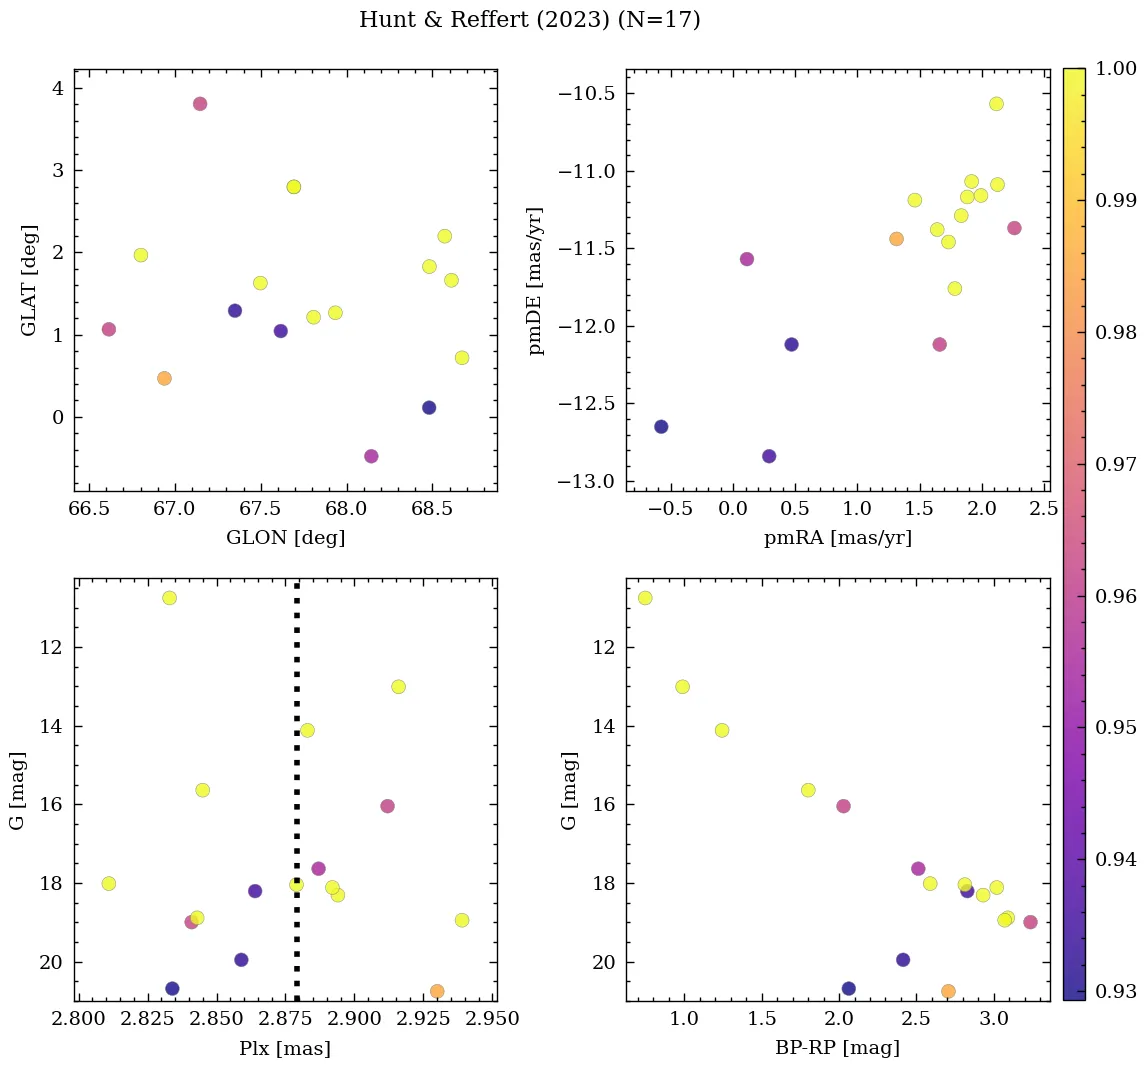 Hunt & Reffert (2023) (N=17)
4
3
2
1
0
GLAT [deg]
66.5 67.0 67.5 68.0 68.5
GLON [deg]
−10.5
−11.0
−11.5
−12.0
−12.5
−13.0
pmDE [mas/yr]
−0.5 0.0 0.5 1.0 1.5 2.0 2.5
pmRA [mas/yr]
12
14
16
18
20
G [mag]
2.800 2.825 2.850 2.875 2.900 2.925 2.950
Plx [mas]
12
14
16
18
20
G [mag]
1.0 1.5 2.0 2.5 3.0
BP-RP [mag]
1.00
0.99
0.98
0.97
0.96
0.95
0.94
0.93